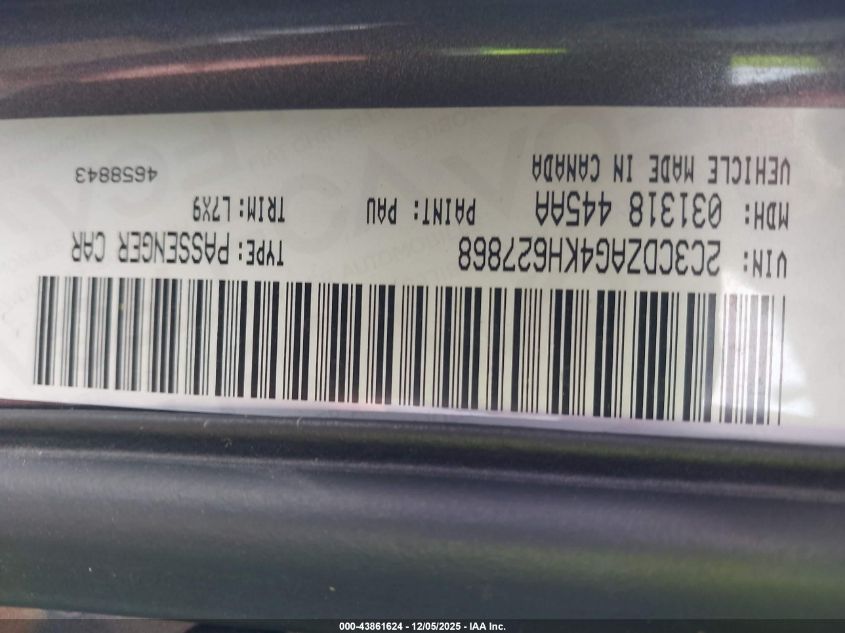 VIN: 2C3CDZAG4KH627868 TYPE: PASSENGER CAR
MDH: 031318 445AA PAINT: PAU TRIM: L7X9
VEHICLE MADE IN CANADA 4658843
000-43861624 - 12/05/2025 - IAA Inc.